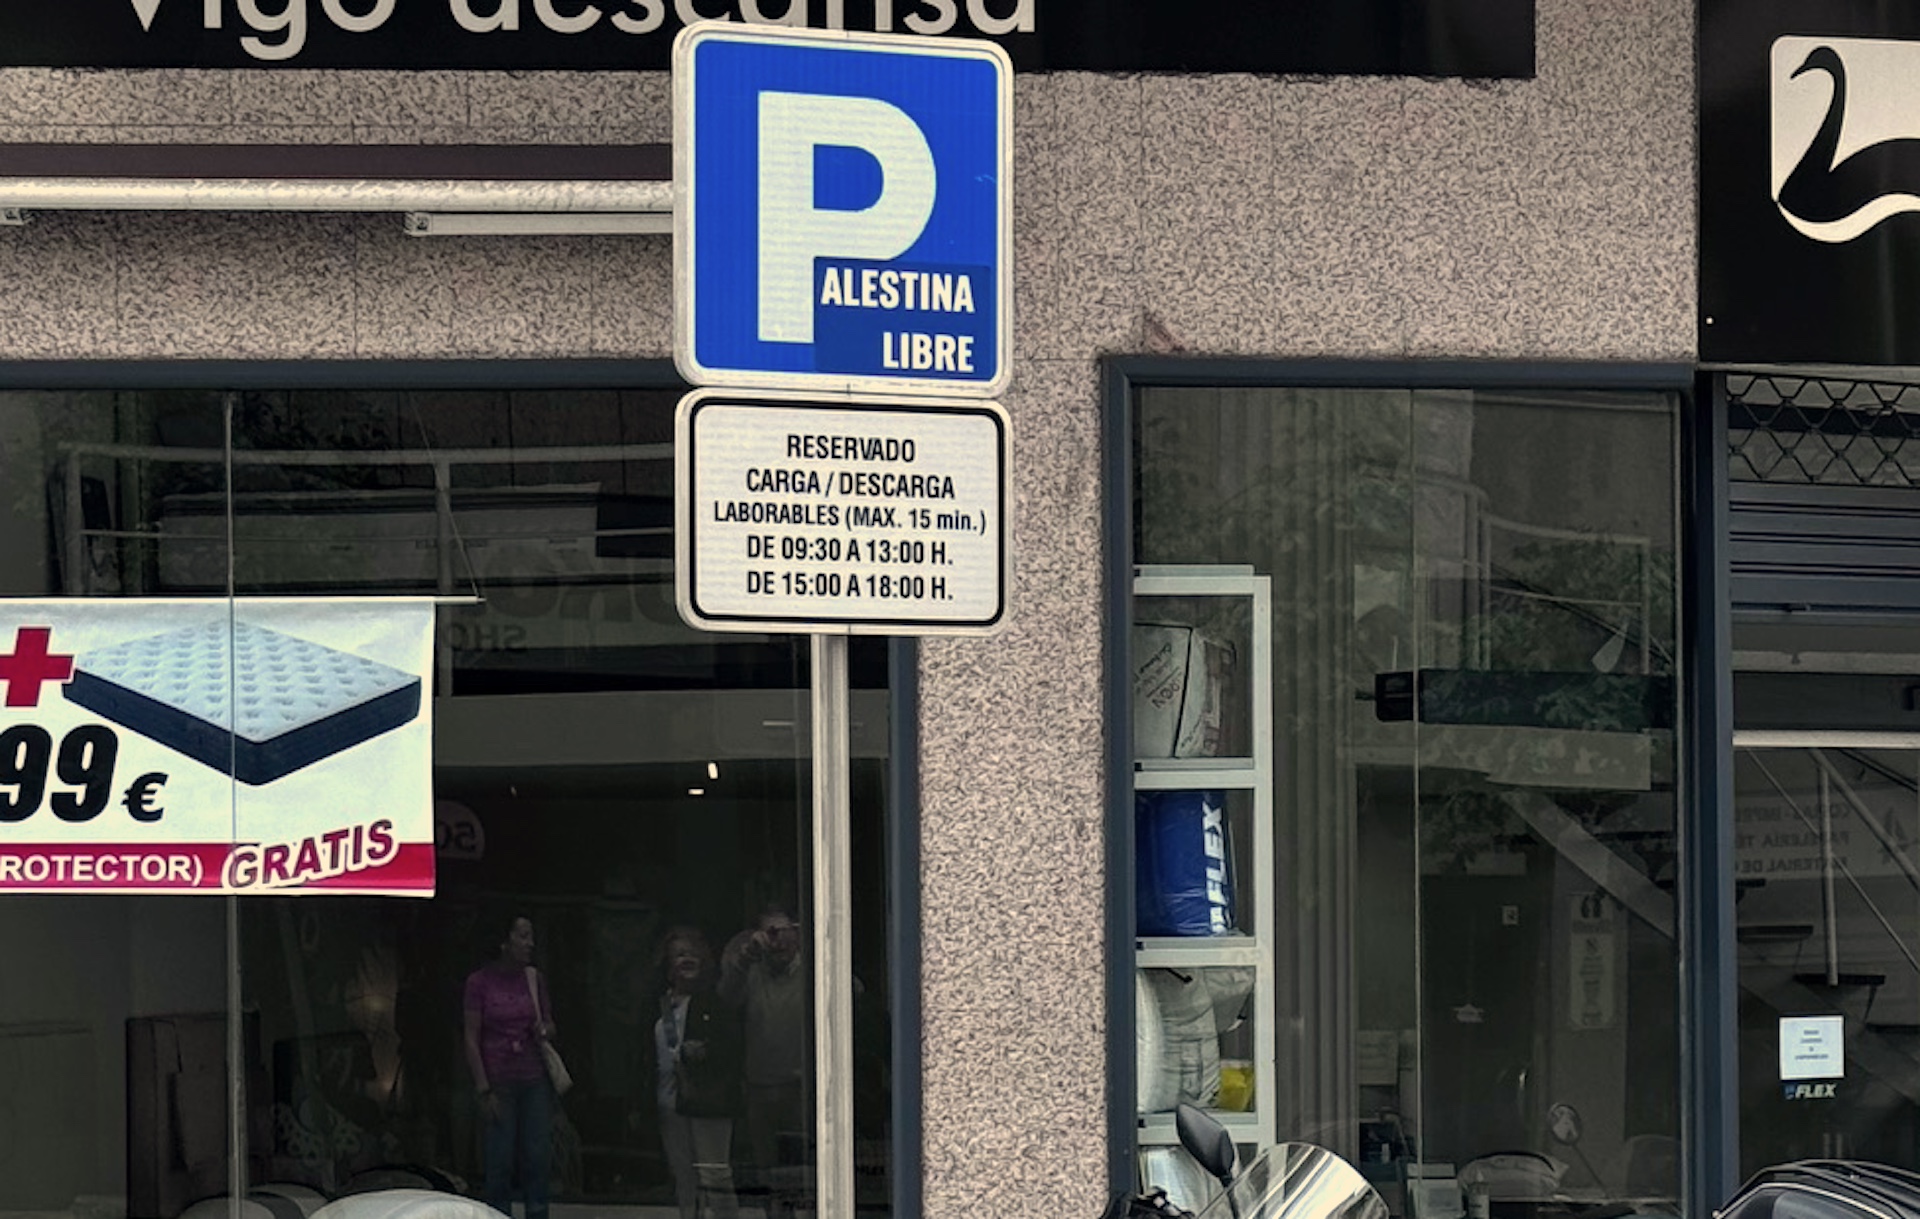 Vigo descansa
P
ALESTINA
LIBRE
RESERVADO
CARGA / DESCARGA
LABORABLES (MAX. 15 min.)
DE 09:30 A 13:00 H.
DE 15:00 A 18:00 H.
+
99 €
ROTECTOR) GRATIS
50
FLEX
FLEX